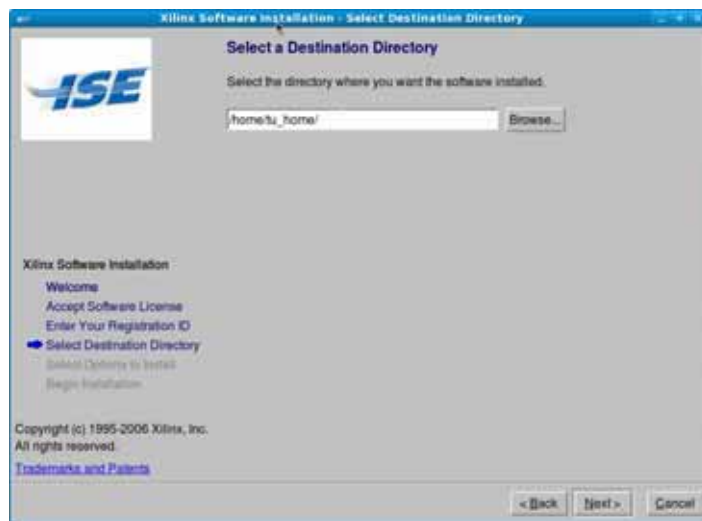 Xilinx Software Installation - Select Destination Directory
ISE
Select a Destination Directory
Select the directory where you want the software installed.
/home/tu_home/
Browse...
Xilinx Software Installation
Welcome
Accept Software License
Enter Your Registration ID
Select Destination Directory
Select Options to Install
Begin Installation
Copyright (c) 1995-2006 Xilinx, Inc.
All rights reserved.
Trademarks and Patents
< Back
Next >
Cancel